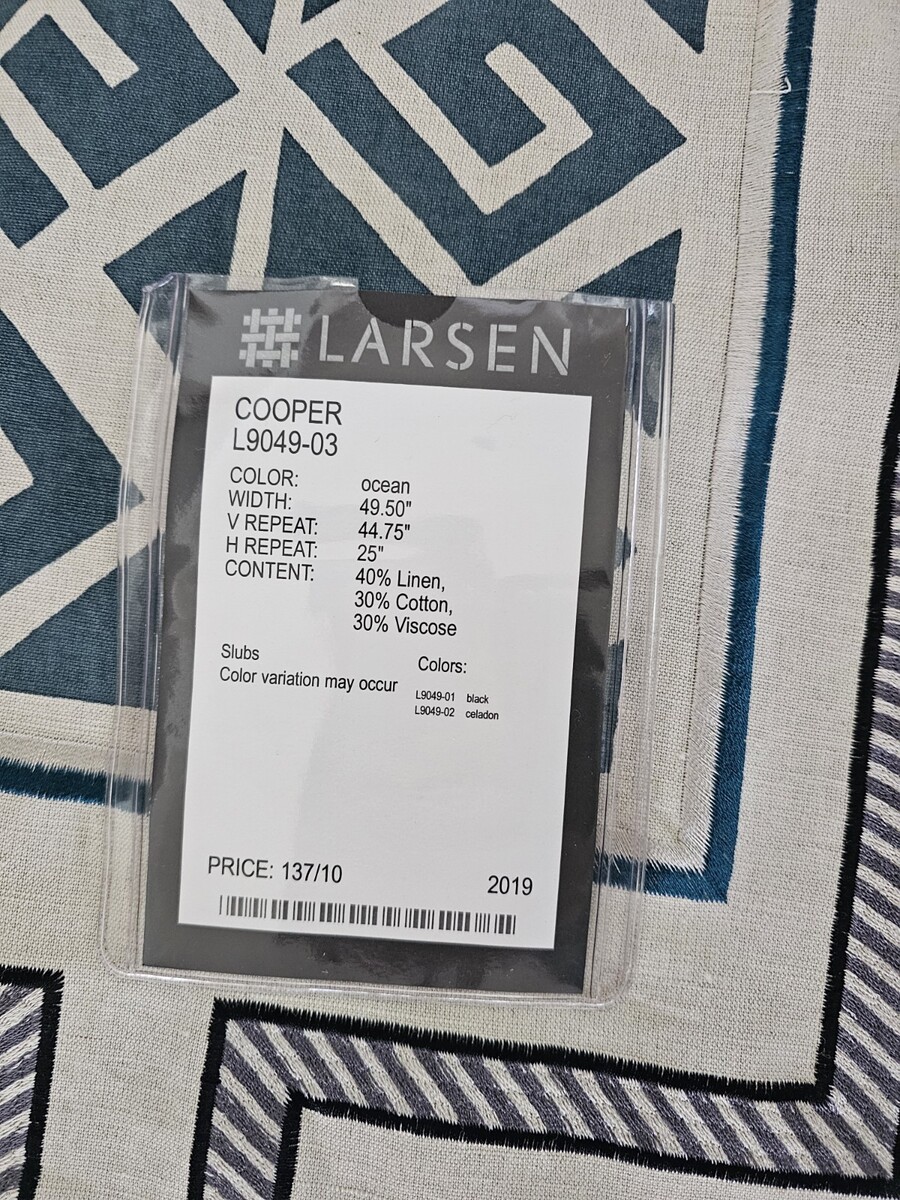 LARSEN
COOPER
L9049-03
COLOR: ocean
WIDTH: 49.50"
V REPEAT: 44.75"
H REPEAT: 25"
CONTENT: 40% Linen,
30% Cotton,
30% Viscose
Slubs
Color variation may occur
Colors:
L9049-01 black
L9049-02 celadon
PRICE: 137/10
2019